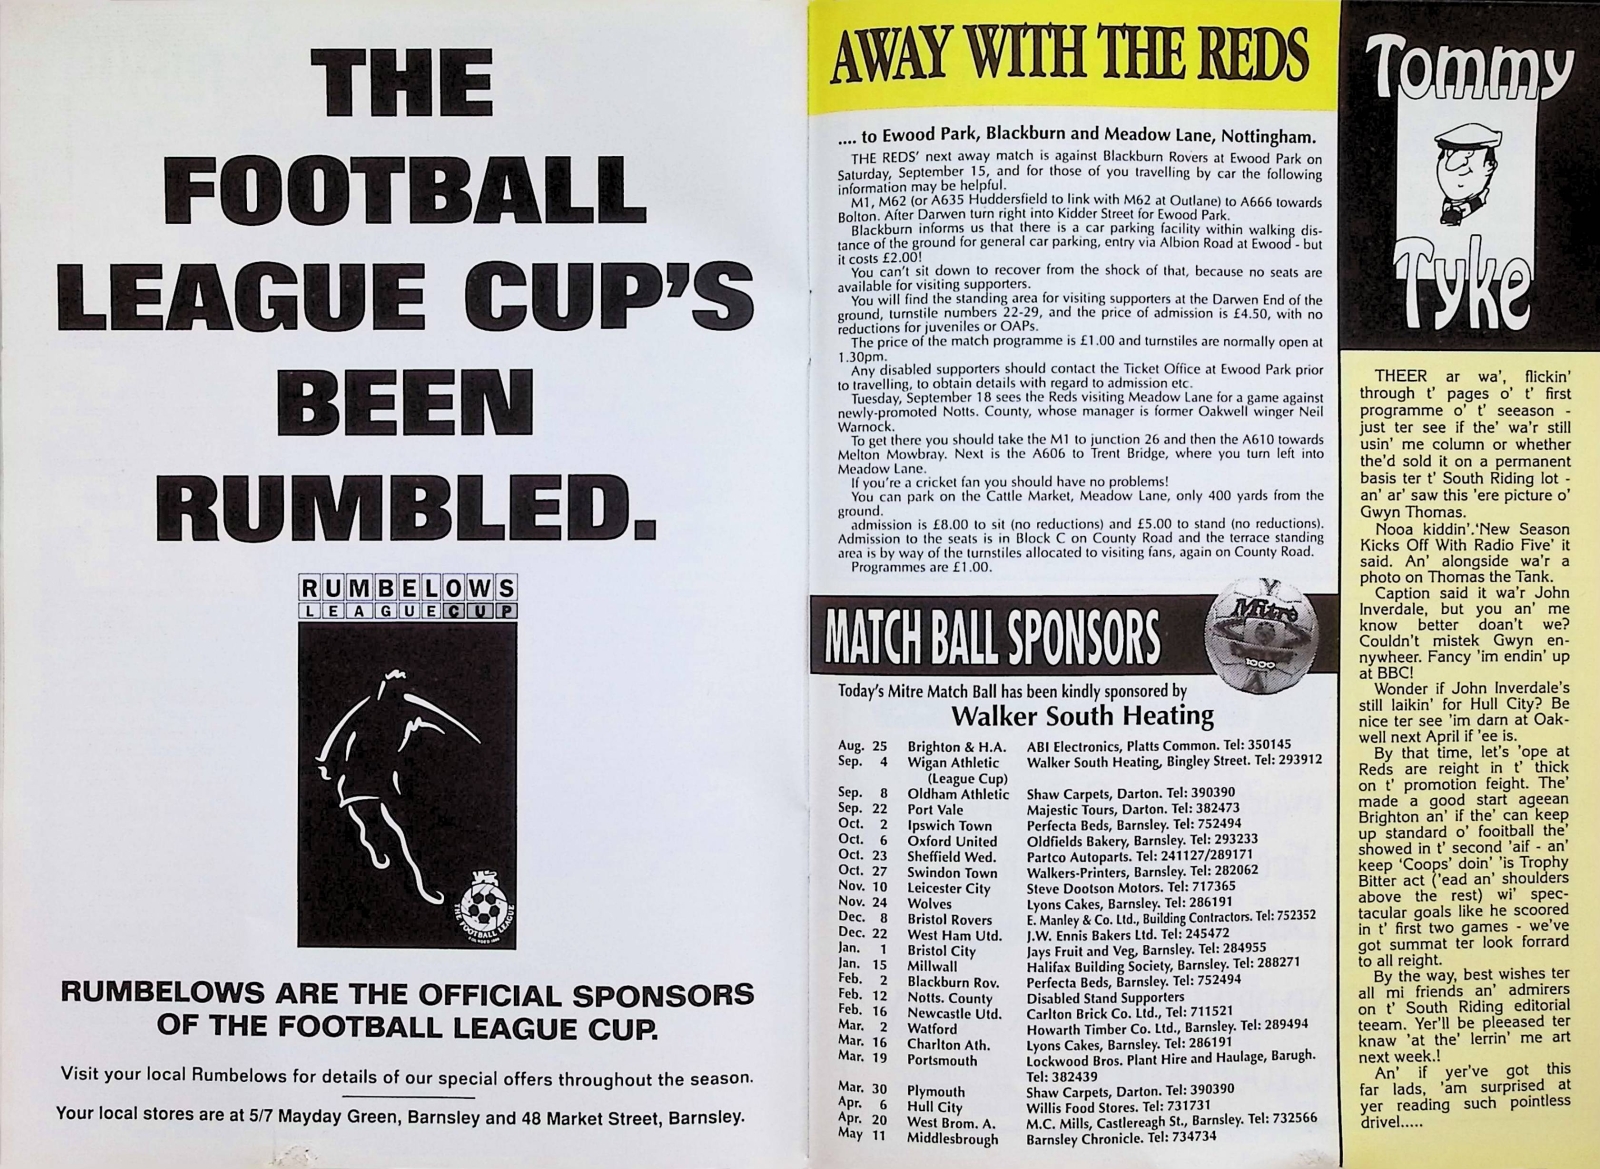 THE
FOOTBALL
LEAGUE CUP'S
BEEN
RUMBLED.
RUMBELOWS
LEAGUE CUP
THE FOOTBALL LEAGUE
RUMBELOWS ARE THE OFFICIAL SPONSORS
OF THE FOOTBALL LEAGUE CUP.
Visit your local Rumbelows for details of our special offers throughout the season.
Your local stores are at 5/7 Mayday Green, Barnsley and 48 Market Street, Barnsley.
AWAY WITH THE REDS
.... to Ewood Park, Blackburn and Meadow Lane, Nottingham.
THE REDS' next away match is against Blackburn Rovers at Ewood Park on
Saturday, September 15, and for those of you travelling by car the following
information may be helpful.
M1, M62 (or A635 Huddersfield to link with M62 at Outlane) to A666 towards
Bolton. After Darwen turn right into Kidder Street for Ewood Park.
Blackburn informs us that there is a car parking facility within walking dis-
tance of the ground for general car parking, entry via Albion Road at Ewood - but
it costs £2.00!
You can't sit down to recover from the shock of that, because no seats are
available for visiting supporters.
You will find the standing area for visiting supporters at the Darwen End of the
ground, turnstile numbers 22-29, and the price of admission is £4.50, with no
reductions for juveniles or OAPs.
The price of the match programme is £1.00 and turnstiles are normally open at
1.30pm.
Any disabled supporters should contact the Ticket Office at Ewood Park prior
to travelling, to obtain details with regard to admission etc.
Tuesday, September 18 sees the Reds visiting Meadow Lane for a game against
newly-promoted Notts. County, whose manager is former Oakwell winger Neil
Warnock.
To get there you should take the M1 to junction 26 and then the A610 towards
Melton Mowbray. Next is the A606 to Trent Bridge, where you turn left into
Meadow Lane.
If you're a cricket fan you should have no problems!
You can park on the Cattle Market, Meadow Lane, only 400 yards from the
ground.
admission is £8.00 to sit (no reductions) and £5.00 to stand (no reductions).
Admission to the seats is in Block C on County Road and the terrace standing
area is by way of the turnstiles allocated to visiting fans, again on County Road.
Programmes are £1.00.
MATCH BALL SPONSORS
Mitre
1000
Today's Mitre Match Ball has been kindly sponsored by
Walker South Heating
Aug. 25 Brighton & H.A. ABI Electronics, Platts Common. Tel: 350145
Sep. 4 Wigan Athletic Walker South Heating, Bingley Street. Tel: 293912
(League Cup)
Sep. 8 Oldham Athletic Shaw Carpets, Darton. Tel: 390390
Sep. 22 Port Vale Majestic Tours, Darton. Tel: 382473
Oct. 2 Ipswich Town Perfecta Beds, Barnsley. Tel: 752494
Oct. 6 Oxford United Oldfields Bakery, Barnsley. Tel: 293233
Oct. 23 Sheffield Wed. Partco Autoparts. Tel: 241127/289171
Oct. 27 Swindon Town Walkers-Printers, Barnsley. Tel: 282062
Nov. 10 Leicester City Steve Dootson Motors. Tel: 717365
Nov. 24 Wolves Lyons Cakes, Barnsley. Tel: 286191
Dec. 8 Bristol Rovers E. Manley & Co. Ltd., Building Contractors. Tel: 752352
Dec. 22 West Ham Utd. J.W. Ennis Bakers Ltd. Tel: 245472
Jan. 1 Bristol City Jays Fruit and Veg, Barnsley. Tel: 284955
Jan. 15 Millwall Halifax Building Society, Barnsley. Tel: 288271
Feb. 2 Blackburn Rov. Perfecta Beds, Barnsley. Tel: 752494
Feb. 12 Notts. County Disabled Stand Supporters
Feb. 16 Newcastle Utd. Carlton Brick Co. Ltd., Tel: 711521
Mar. 2 Watford Howarth Timber Co. Ltd., Barnsley. Tel: 289494
Mar. 16 Charlton Ath. Lyons Cakes, Barnsley. Tel: 286191
Mar. 19 Portsmouth Lockwood Bros. Plant Hire and Haulage, Barugh.
Tel: 382439
Mar. 30 Plymouth Shaw Carpets, Darton. Tel: 390390
Apr. 6 Hull City Willis Food Stores. Tel: 731731
Apr. 20 West Brom. A. M.C. Mills, Castlereagh St., Barnsley. Tel: 732566
May 11 Middlesbrough Barnsley Chronicle. Tel: 734734
Tommy
Tyke
THEER ar wa', flickin'
through t' pages o' t' first
programme o' t' seeason -
just ter see if the' wa'r still
usin' me column or whether
the'd sold it on a permanent
basis ter t' South Riding lot -
an' ar' saw this 'ere picture o'
Gwyn Thomas.
Nooa kiddin'.'New Season
Kicks Off With Radio Five' it
said. An' alongside wa'r a
photo on Thomas the Tank.
Caption said it wa'r John
Inverdale, but you an' me
know better doan't we?
Couldn't mistek Gwyn en-
nywheer. Fancy 'im endin' up
at BBC!
Wonder if John Inverdale's
still laikin' for Hull City? Be
nice ter see 'im darn at Oak-
well next April if 'ee is.
By that time, let's 'ope at
Reds are reight in t' thick
on t' promotion feight. The'
made a good start ageean
Brighton an' if the' can keep
up standard o' fooitball the'
showed in t' second 'aif - an'
keep 'Coops' doin' 'is Trophy
Bitter act ('ead an' shoulders
above the rest) wi' spec-
tacular goals like he scoored
in t' first two games - we've
got summat ter look forrard
to all reight.
By the way, best wishes ter
all mi friends an' admirers
on t' South Riding editorial
teeam. Yer'll be pleeased ter
knaw 'at the' lerrin' me art
next week.!
An' if yer've got this
far lads, 'am surprised at
yer reading such pointless
drivel.....